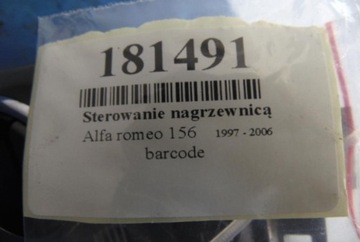 181491
Sterowanie nagrzewnicą
Alfa romeo 156 1997 - 2006
barcode